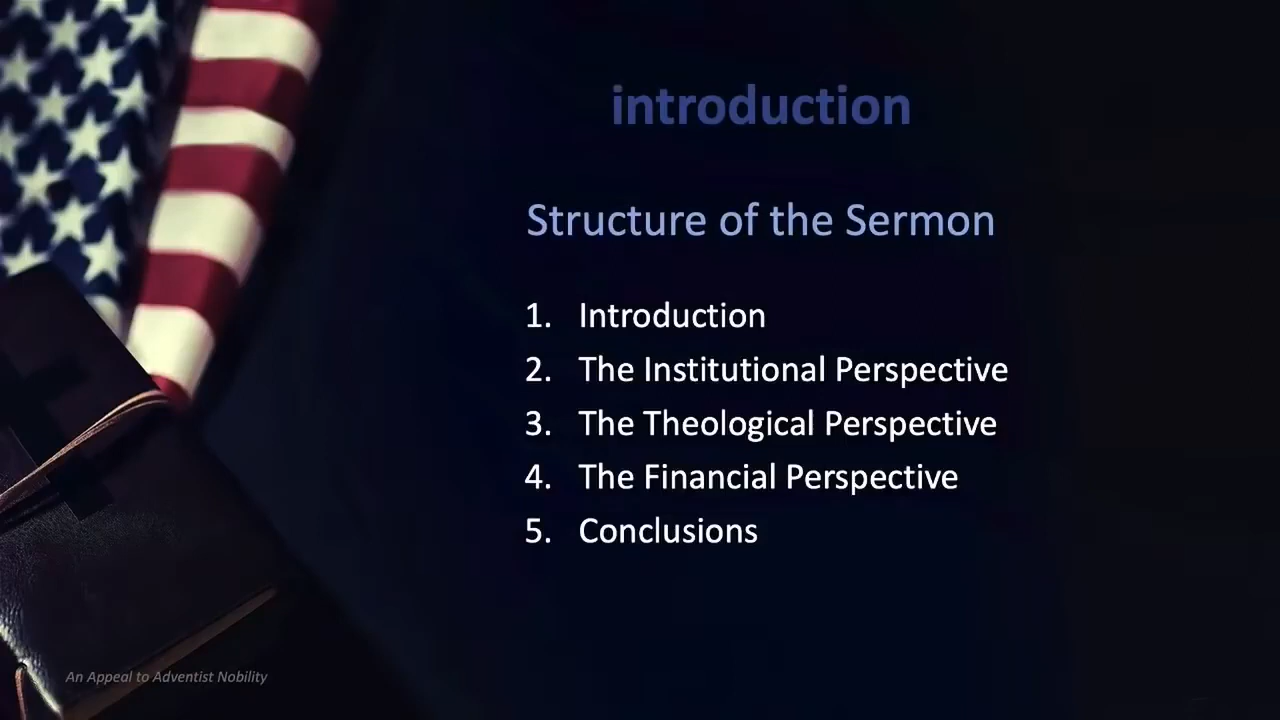 introduction
Structure of the Sermon
1. Introduction
2. The Institutional Perspective
3. The Theological Perspective
4. The Financial Perspective
5. Conclusions
An Appeal to Adventist Nobility